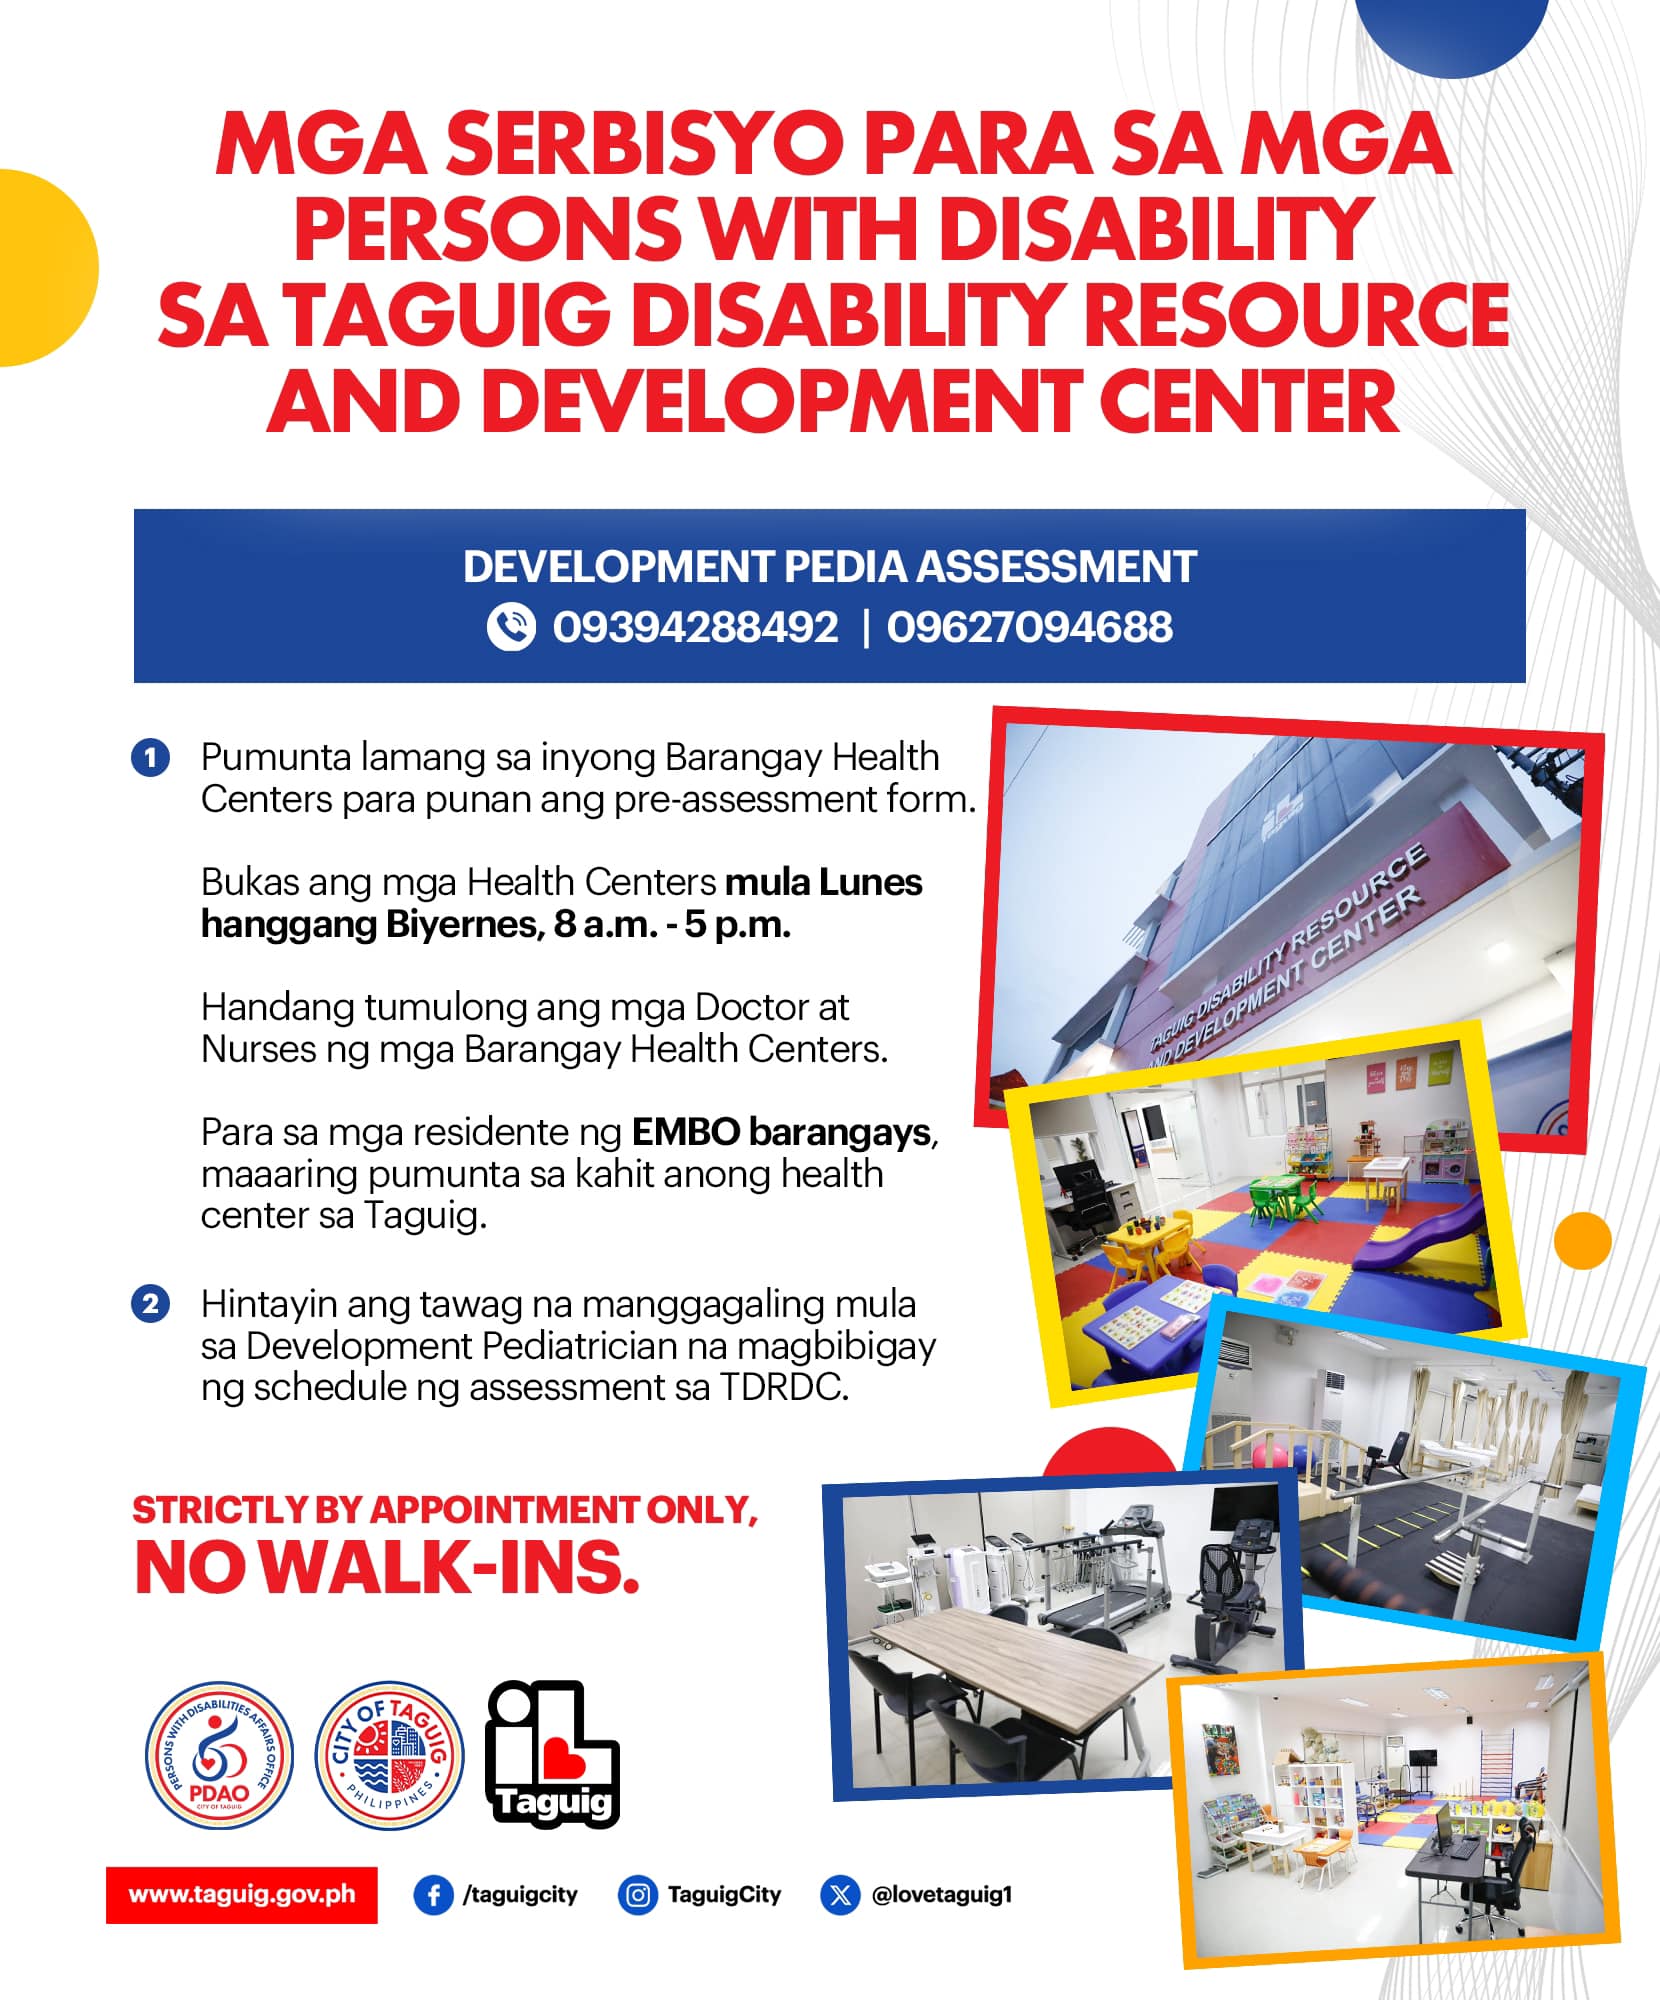 MGA SERBISYO PARA SA MGA
PERSONS WITH DISABILITY
SA TAGUIG DISABILITY RESOURCE
AND DEVELOPMENT CENTER
DEVELOPMENT PEDIA ASSESSMENT
09394288492 | 09627094688
1 Pumunta lamang sa inyong Barangay Health
Centers para punan ang pre-assessment form.
Bukas ang mga Health Centers mula Lunes
hanggang Biyernes, 8 a.m. - 5 p.m.
Handang tumulong ang mga Doctor at
Nurses ng mga Barangay Health Centers.
Para sa mga residente ng EMBO barangays,
maaaring pumunta sa kahit anong health
center sa Taguig.
2 Hintayin ang tawag na manggagaling mula
sa Development Pediatrician na magbibigay
ng schedule ng assessment sa TDRDC.
STRICTLY BY APPOINTMENT ONLY,
NO WALK-INS.
iL
Taguig
TAGUIG DISABILITY RESOURCE
AND DEVELOPMENT CENTER
PERSONS WITH DISABILITIES AFFAIRS OFFICE
PDAO
CITY OF TAGUIG
CITY OF TAGUIG
PHILIPPINES
iL
Taguig
www.taguig.gov.ph
/taguigcity
TaguigCity
@lovetaguig1